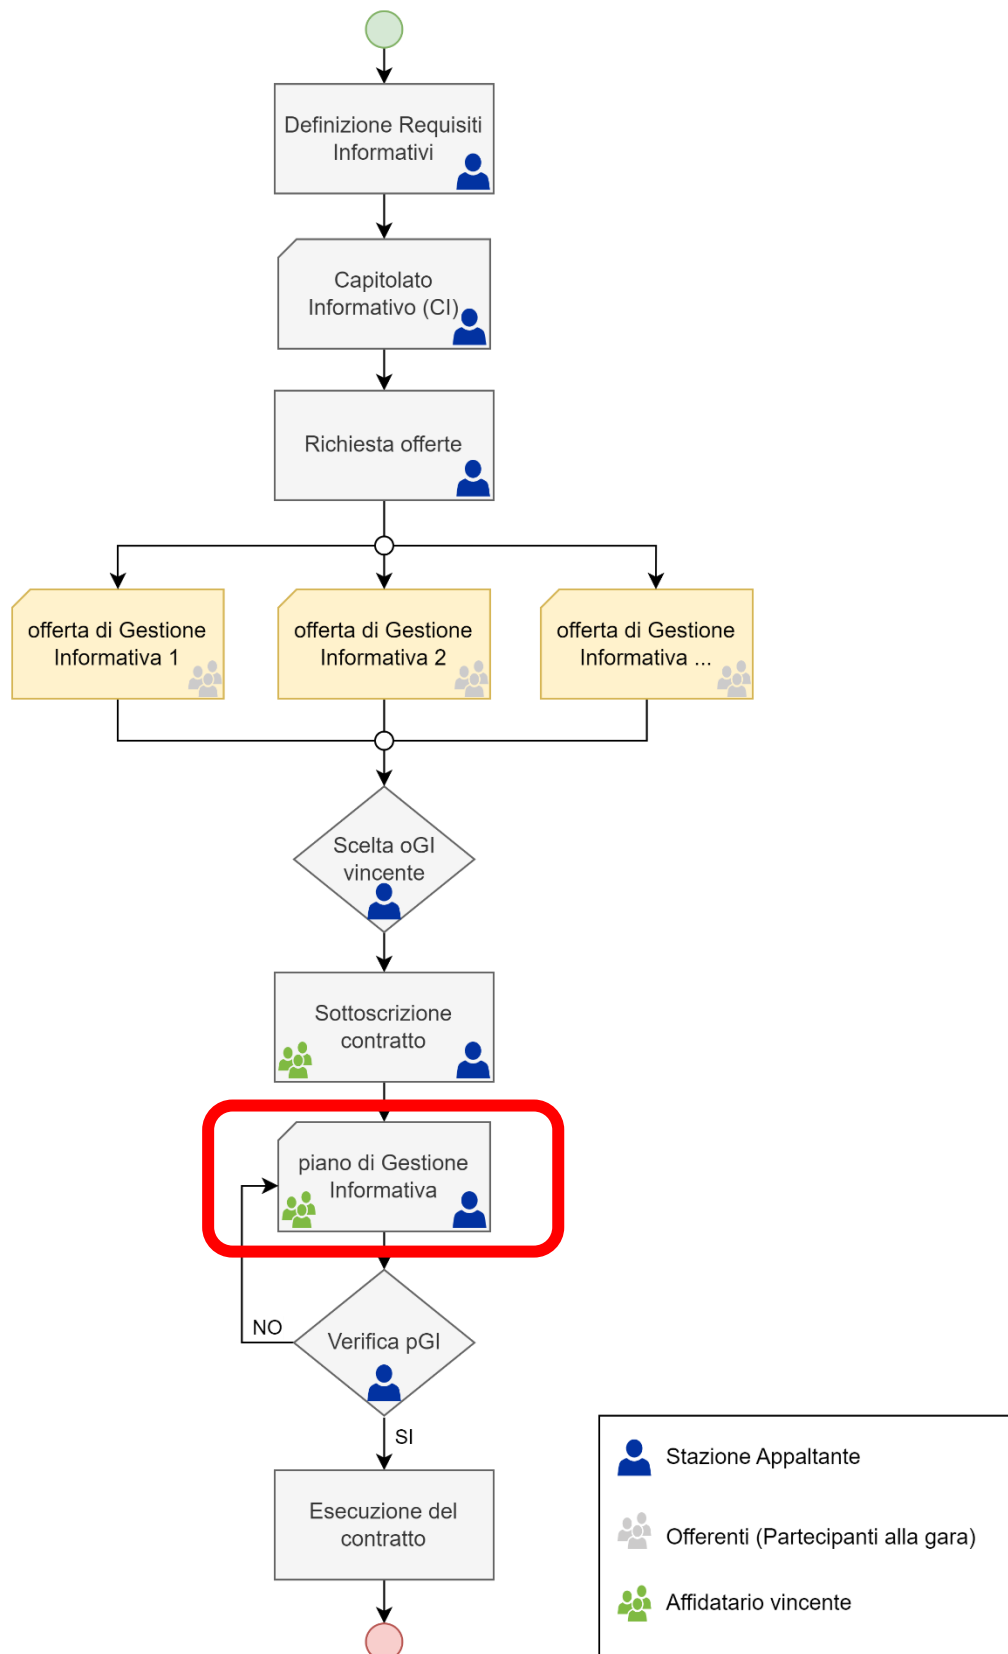 Definizione Requisiti
Informativi
Capitolato
Informativo (CI)
Richiesta offerte
offerta di Gestione
Informativa 1
offerta di Gestione
Informativa 2
offerta di Gestione
Informativa ...
Scelta oGI
vincente
Sottoscrizione
contratto
piano di Gestione
Informativa
NO
Verifica pGI
SI
Esecuzione del
contratto
Stazione Appaltante
Offerenti (Partecipanti alla gara)
Affidatario vincente